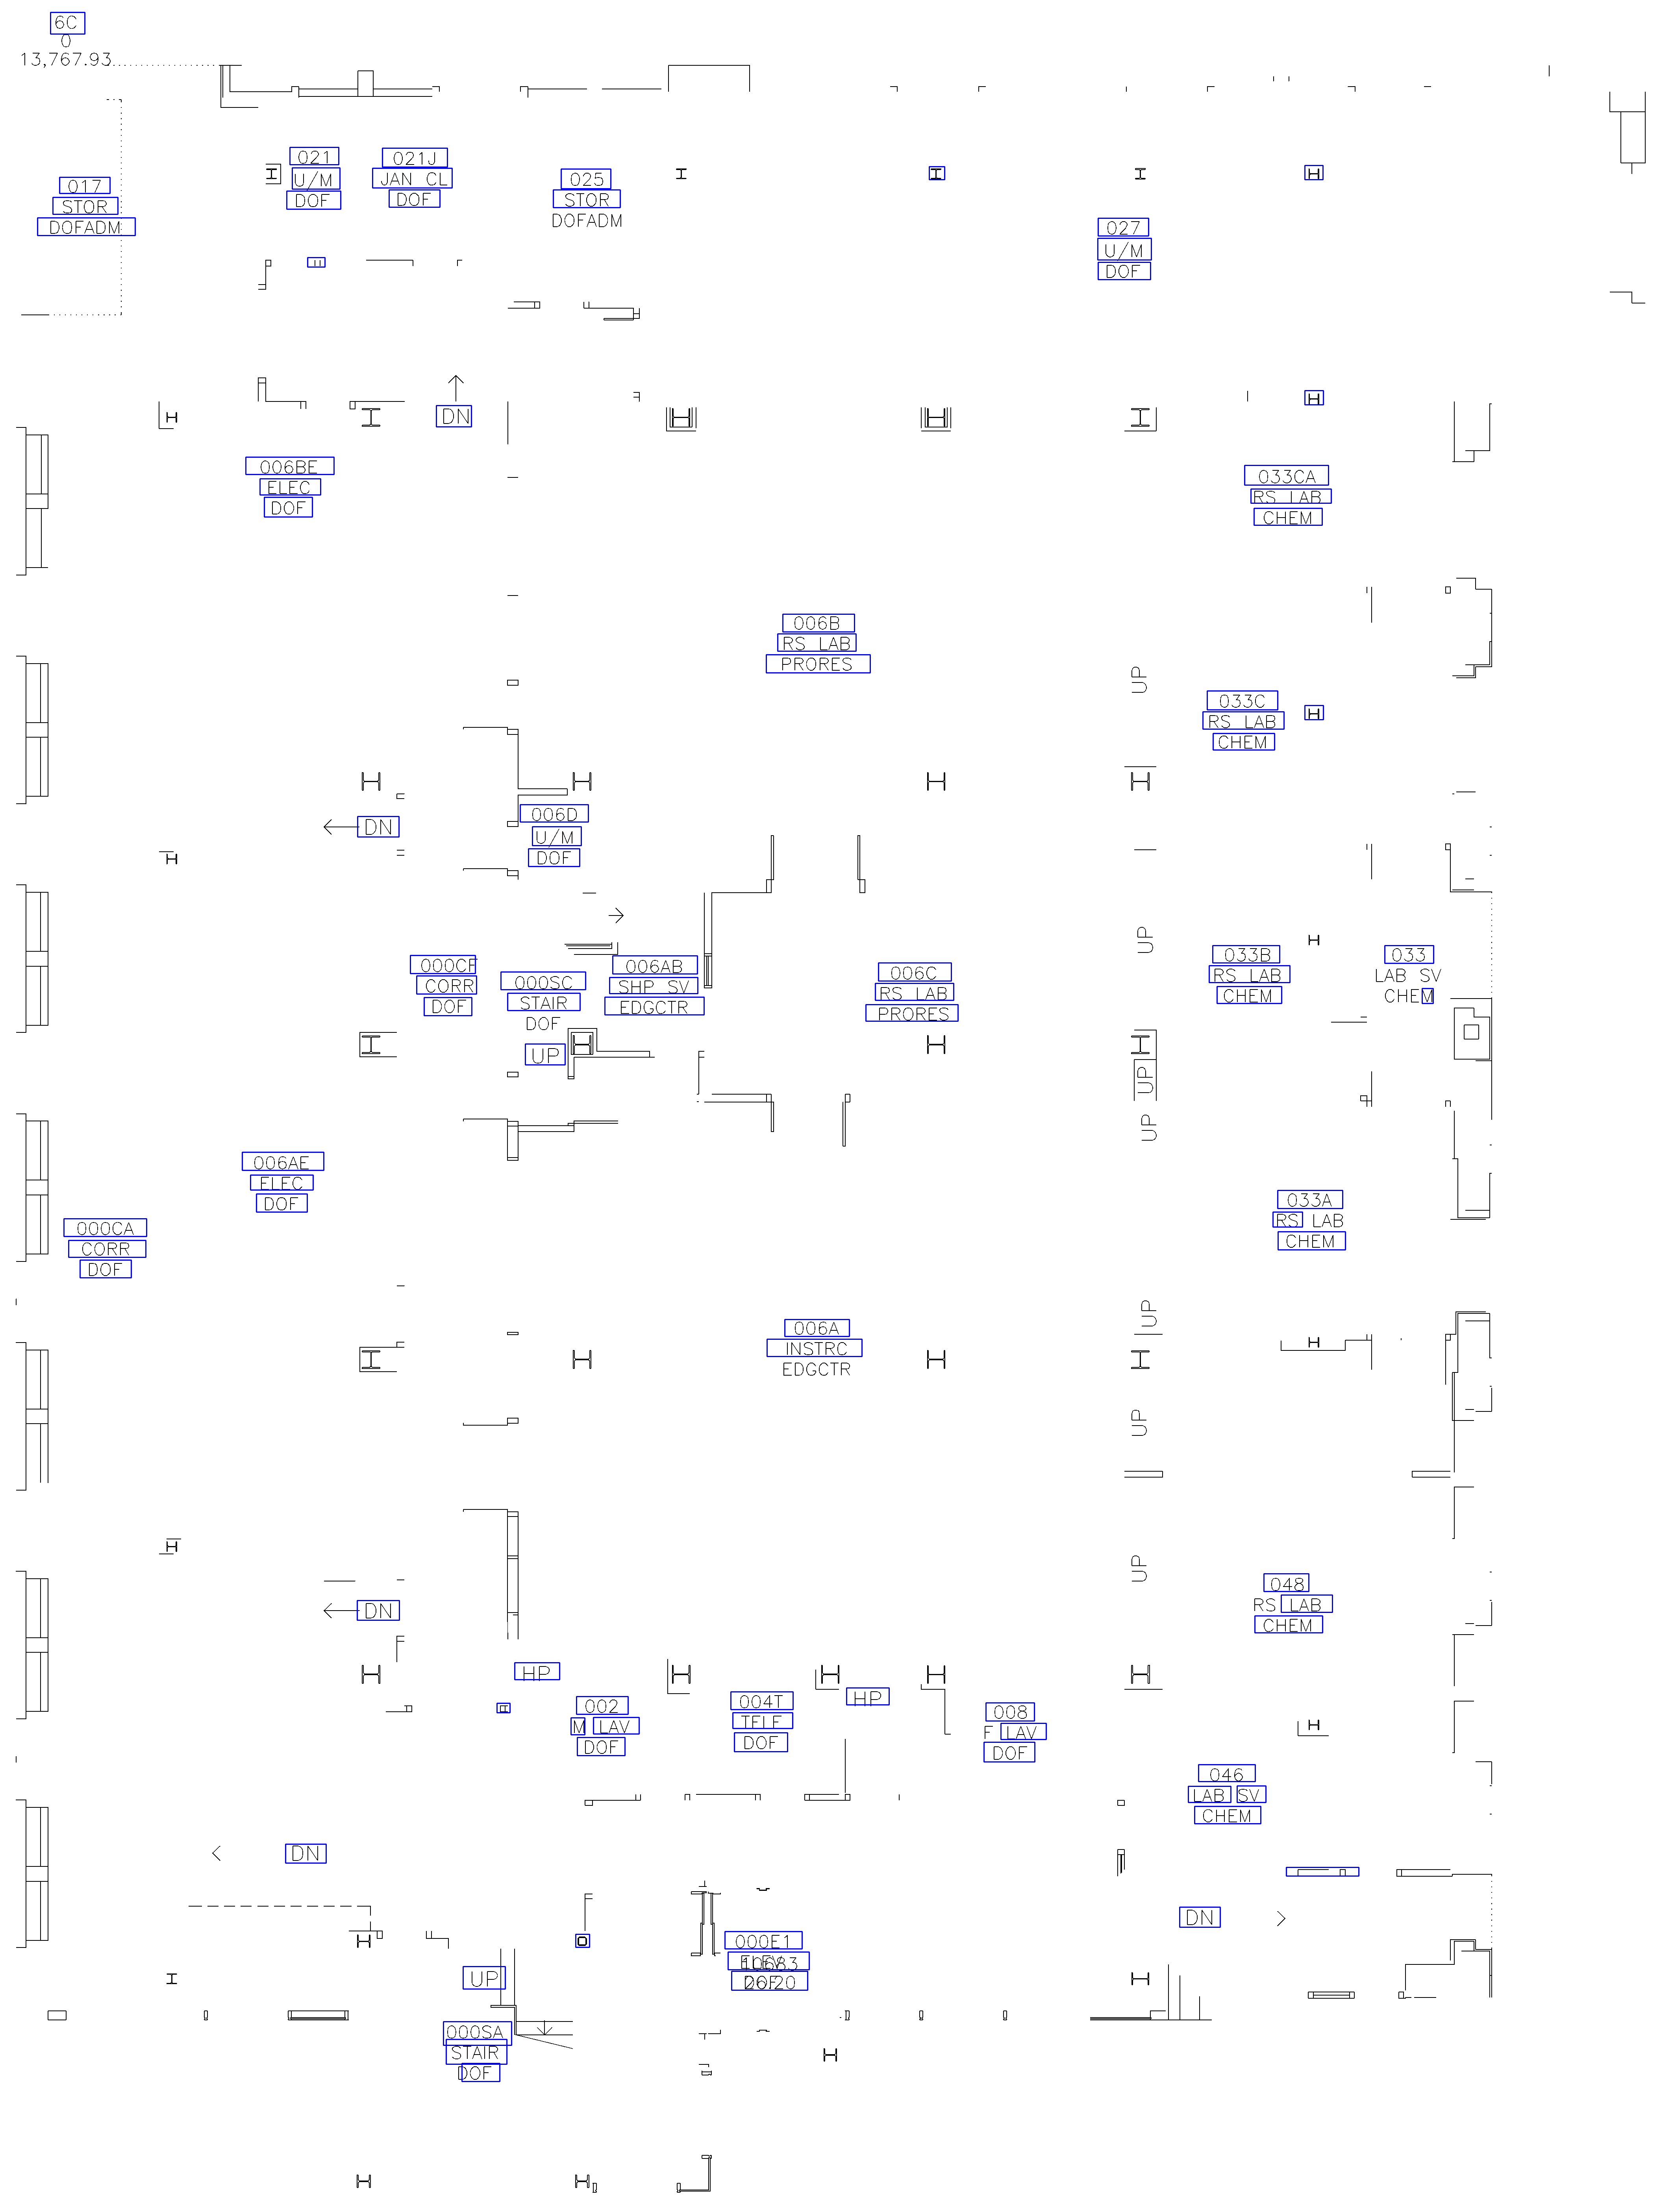 6C
0
13,767.93
017
STOR
DOFADM
021
U/M
DOF
021J
JAN CL
DOF
025
STOR
DOFADM
027
U/M
DOF
DN
006BE
ELEC
DOF
033CA
RS LAB
CHEM
006B
RS LAB
PRORES
UP
033C
RS LAB
CHEM
DN
006D
U/M
DOF
UP
000CF
CORR
DOF
000SC
STAIR
DOF
006AB
SHP SV
EDGCTR
006C
RS LAB
PRORES
033B
RS LAB
CHEM
033
LAB SV
CHEM
UP
UP
UP
006AE
ELEC
DOF
000CA
CORR
DOF
033A
RS LAB
CHEM
UP
006A
INSTRC
EDGCTR
UP
UP
DN
048
RS LAB
CHEM
HP
HP
002
M LAV
DOF
004T
TELE
DOF
008
F LAV
DOF
046
LAB SV
CHEM
DN
DN
000E1
ELEV
DOF
UP
000SA
STAIR
DOF